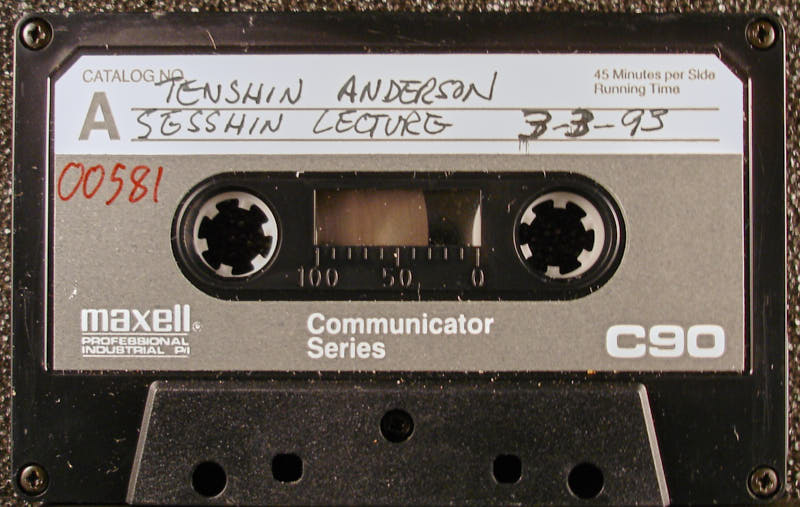 CATALOG NO.
TENSHIN ANDERSON
45 Minutes per Side
Running Time
A
SESSHIN LECTURE 3-3-93
00581
100 50 0
maxell
PROFESSIONAL
INDUSTRIAL P/I
Communicator
Series
C90